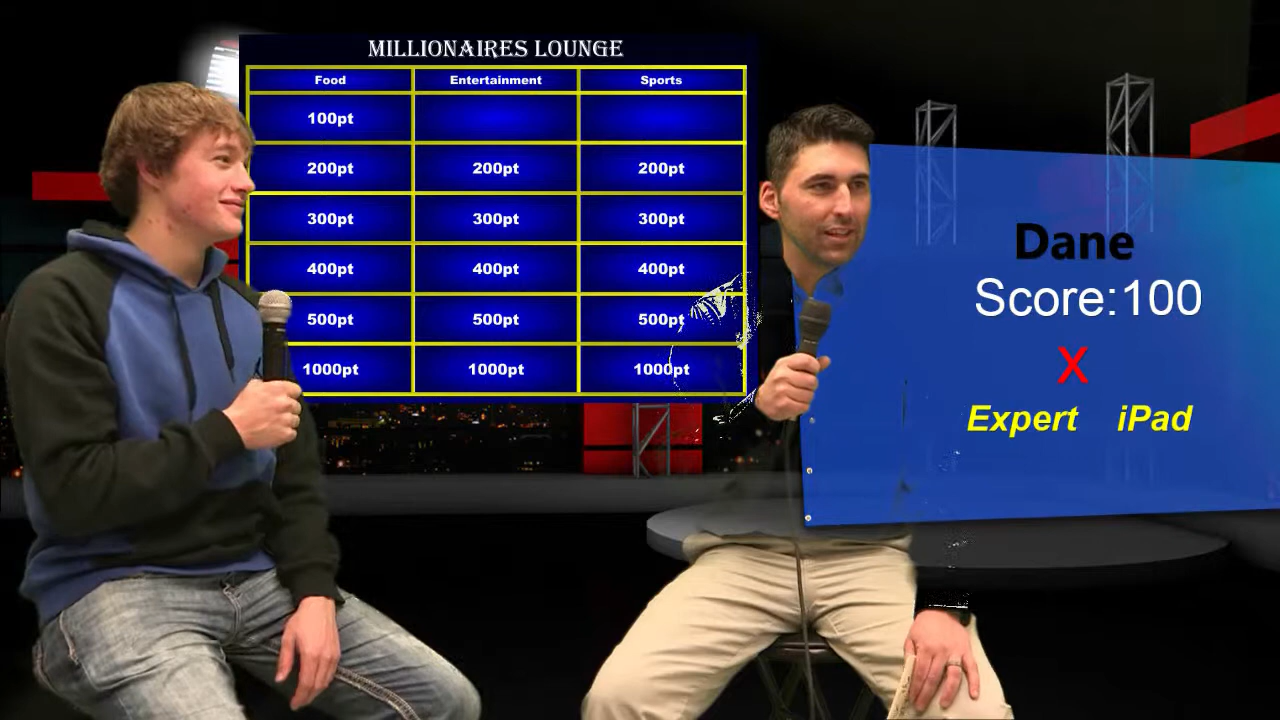 MILLIONAIRES LOUNGE
Food Entertainment Sports
100pt
200pt 200pt 200pt
300pt 300pt 300pt
400pt 400pt 400pt
500pt 500pt 500pt
1000pt 1000pt 1000pt
Dane
Score:100
X
Expert iPad